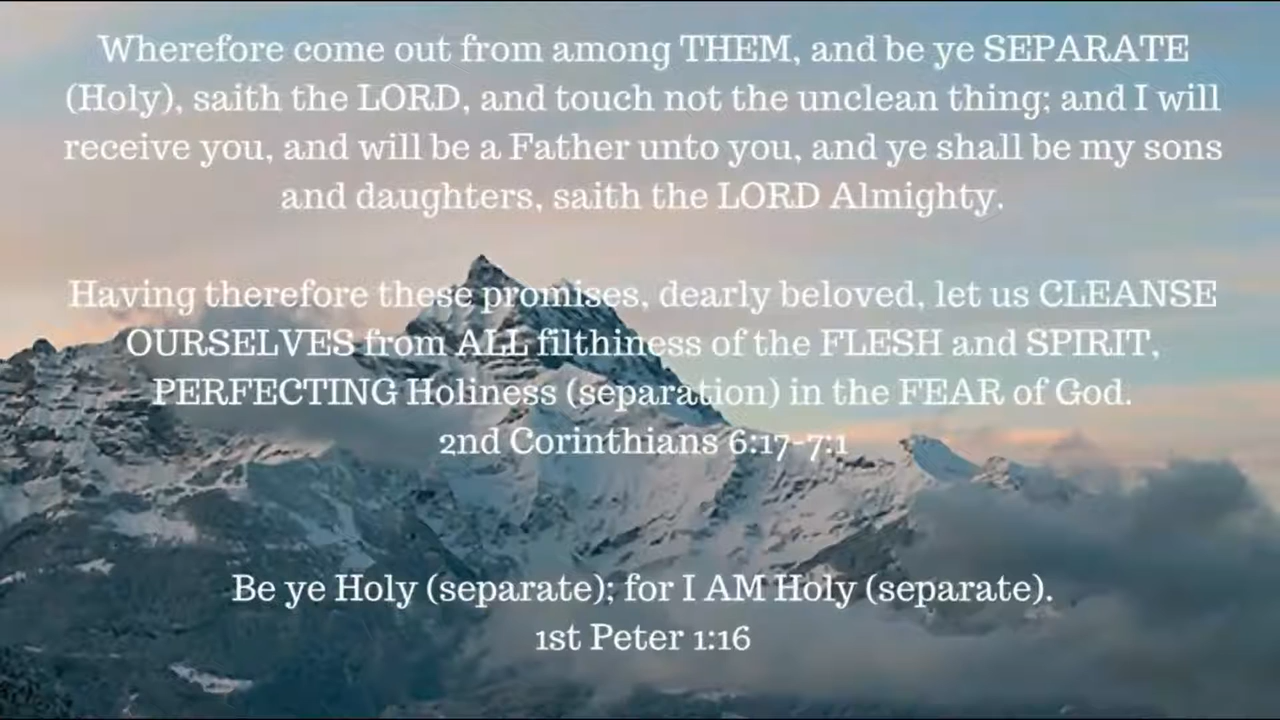 Wherefore come out from among THEM, and be ye SEPARATE
(Holy), saith the LORD, and touch not the unclean thing; and I will
receive you, and will be a Father unto you, and ye shall be my sons
and daughters, saith the LORD Almighty.
Having therefore these promises, dearly beloved, let us CLEANSE
OURSELVES from ALL filthiness of the FLESH and SPIRIT,
PERFECTING Holiness (separation) in the FEAR of God.
2nd Corinthians 6:17-7:1
Be ye Holy (separate); for I AM Holy (separate).
1st Peter 1:16